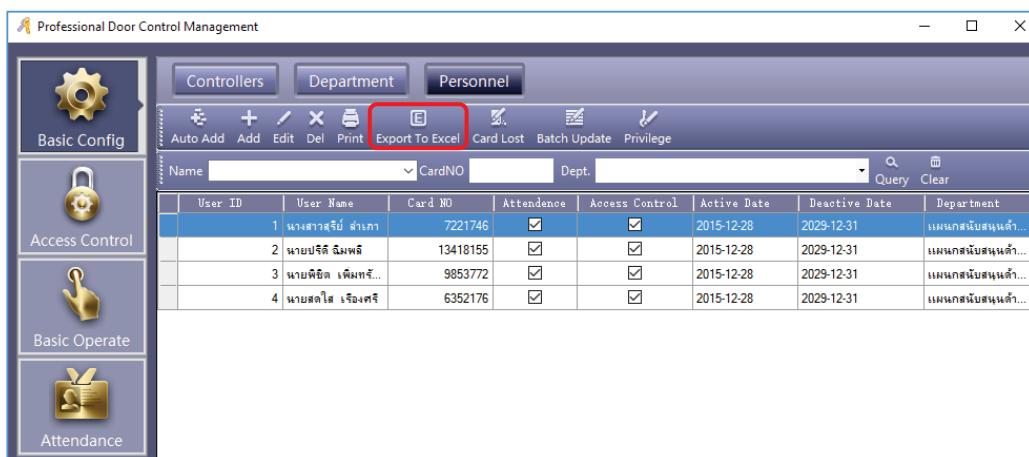 Professional Door Control Management
Controllers Department Personnel
Auto Add Add Edit Del Print Export To Excel Card Lost Batch Update Privilege
Name CardNO Dept. Query Clear
User ID User Name Card NO Attendence Access Control Active Date Deactive Date Department
1 นางสาวสุรีย์ ลำเภา 7221746 2015-12-28 2029-12-31 แผนกสนับสนุนด้า...
2 นายปรีดี ฉิมพลี 13418155 2015-12-28 2029-12-31 แผนกสนับสนุนด้า...
3 นายพิชิต เพิ่มทรั... 9853772 2015-12-28 2029-12-31 แผนกสนับสนุนด้า...
4 นายสดใส เรืองศรี 6352176 2015-12-28 2029-12-31 แผนกสนับสนุนด้า...
Basic Config
Access Control
Basic Operate
Attendance